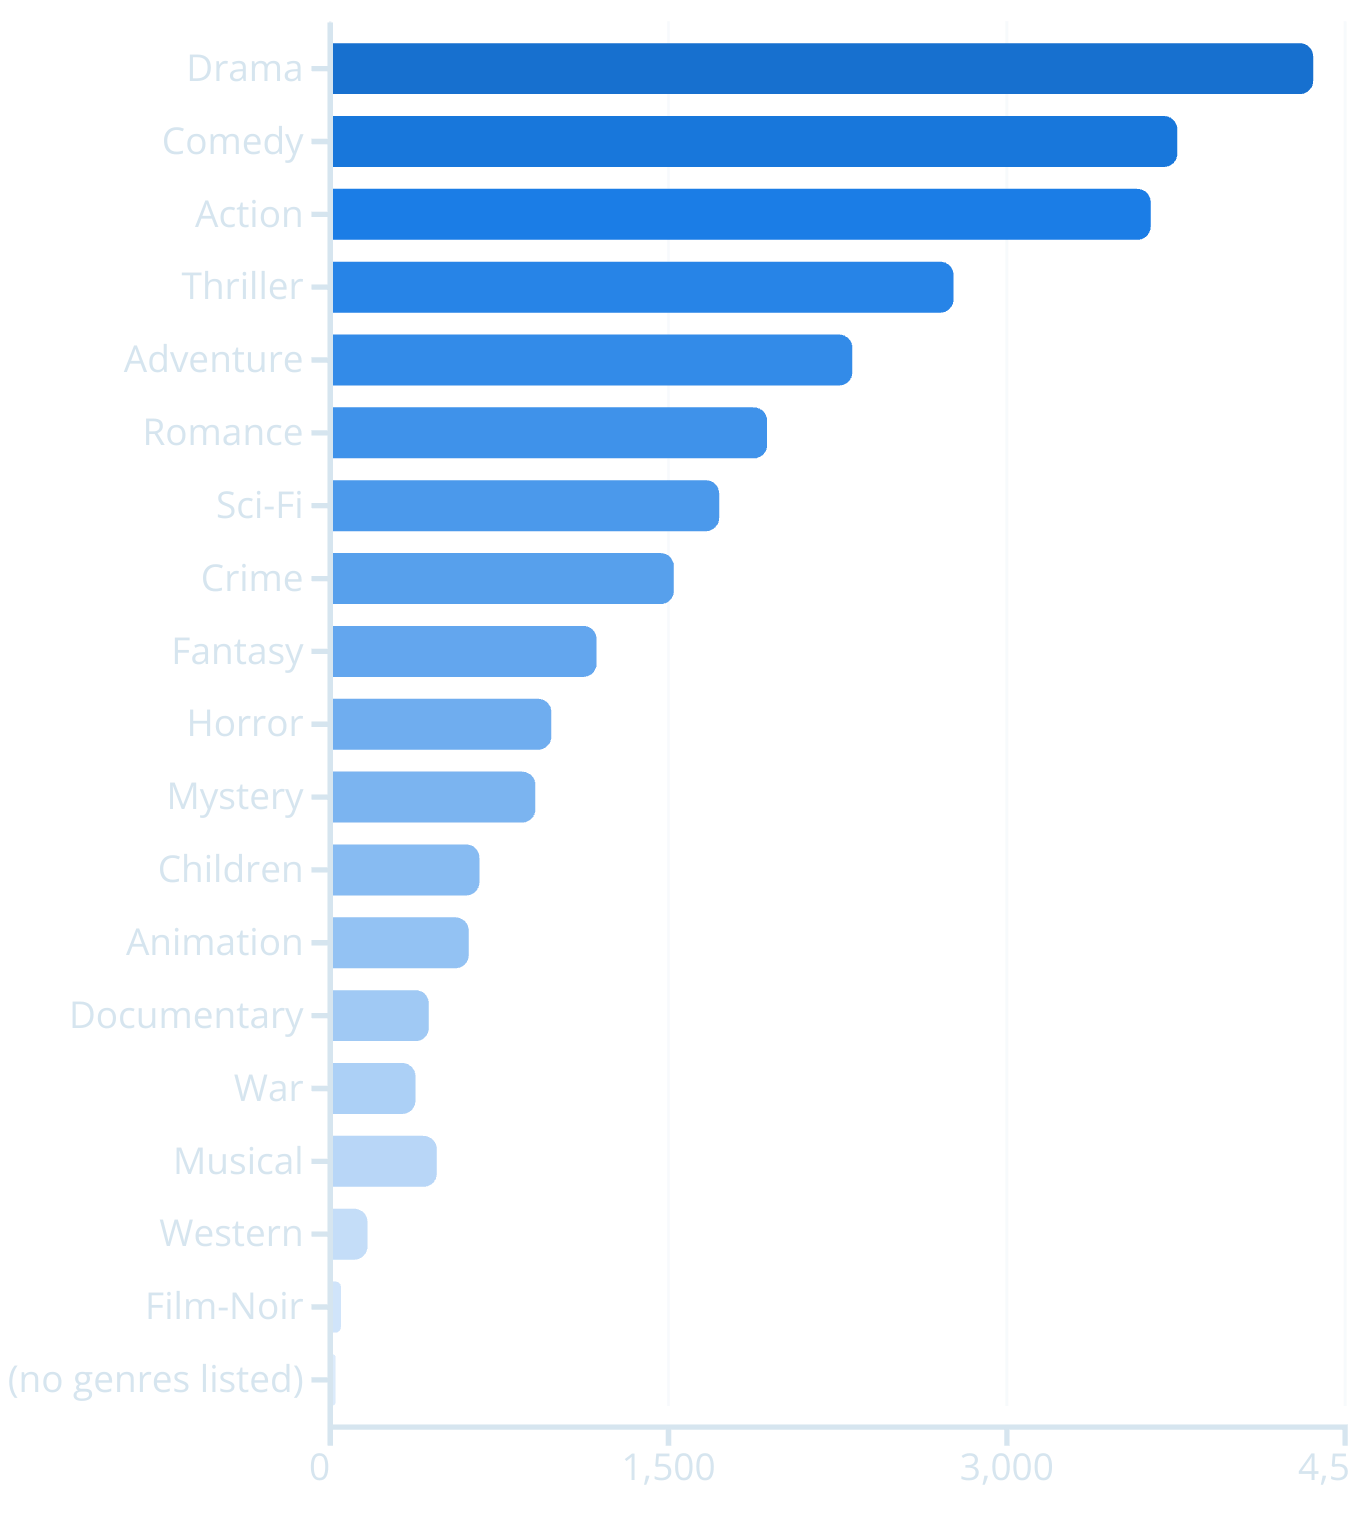 Drama
Comedy
Action
Thriller
Adventure
Romance
Sci-Fi
Crime
Fantasy
Horror
Mystery
Children
Animation
Documentary
War
Musical
Western
Film-Noir
(no genres listed)
0 1,500 3,000 4,5